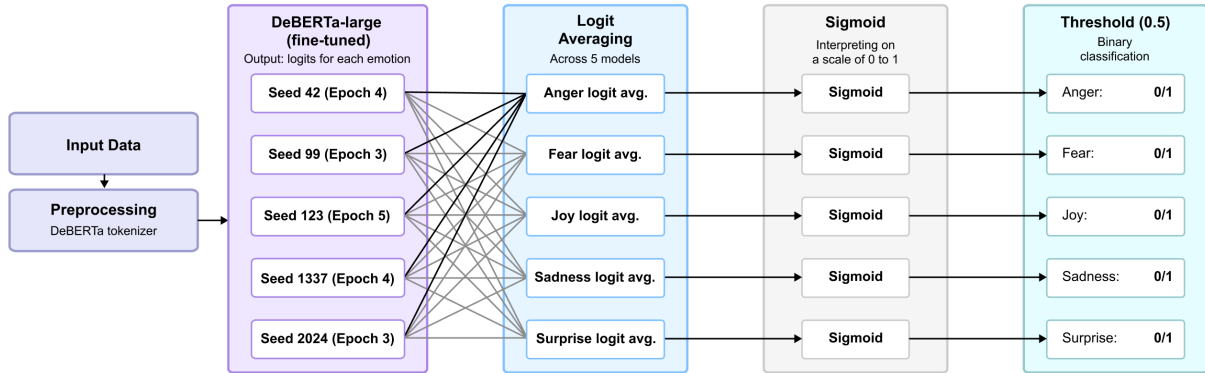 Input Data
Preprocessing
DeBERTa tokenizer
DeBERTa-large
(fine-tuned)
Output: logits for each emotion
Seed 42 (Epoch 4)
Seed 99 (Epoch 3)
Seed 123 (Epoch 5)
Seed 1337 (Epoch 4)
Seed 2024 (Epoch 3)
Logit
Averaging
Across 5 models
Anger logit avg.
Fear logit avg.
Joy logit avg.
Sadness logit avg.
Surprise logit avg.
Sigmoid
Interpreting on
a scale of 0 to 1
Sigmoid
Sigmoid
Sigmoid
Sigmoid
Sigmoid
Threshold (0.5)
Binary
classification
Anger: 0/1
Fear: 0/1
Joy: 0/1
Sadness: 0/1
Surprise: 0/1